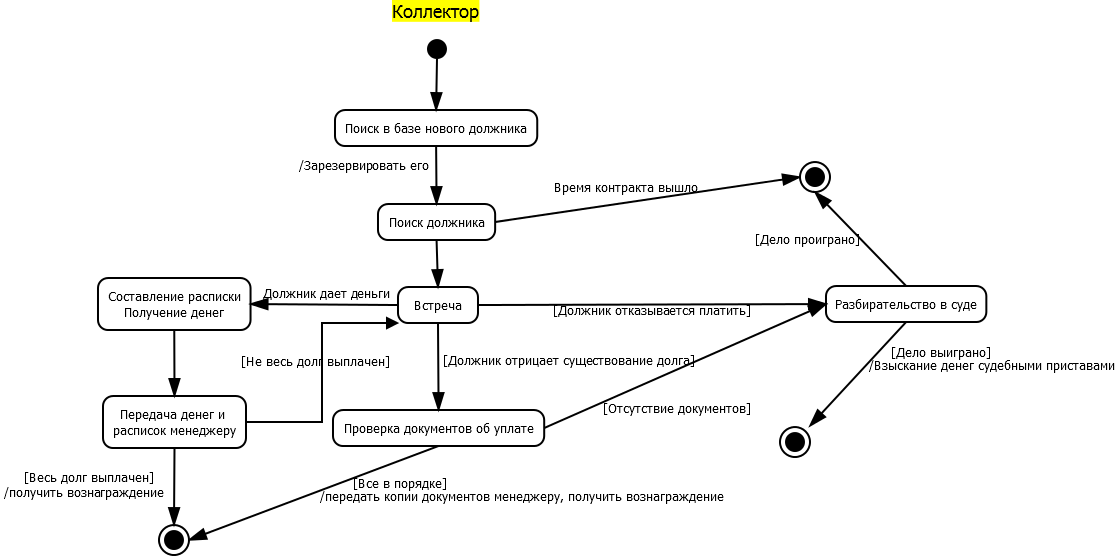 Коллектор
Поиск в базе нового должника
/Зарезервировать его
Время контракта вышло
Поиск должника
[Дело проиграно]
Составление расписки
Получение денег
Должник дает деньги
Встреча
[Должник отказывается платить]
Разбирательство в суде
[Не весь долг выплачен]
[Должник отрицает существование долга]
[Дело выиграно]
/Взыскание денег судебными приставами
Передача денег и
расписок менеджеру
[Отсутствие документов]
Проверка документов об уплате
[Весь долг выплачен]
/получить вознаграждение
[Все в порядке]
/передать копии документов менеджеру, получить вознаграждение